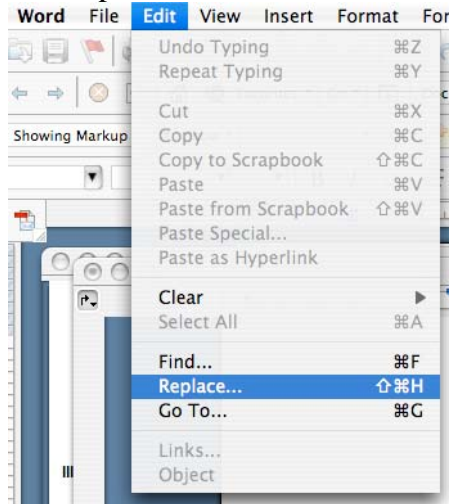 Word File Edit View Insert Format
Undo Typing ⌘Z
Repeat Typing ⌘Y
Cut ⌘X
Showing Markup
Copy ⌘C
Copy to Scrapbook ⇧⌘C
Paste ⌘V
Paste from Scrapbook ⇧⌘V
Paste Special...
Paste as Hyperlink
Clear
Select All ⌘A
Find... ⌘F
Replace... ⇧⌘H
Go To... ⌘G
Links...
Object